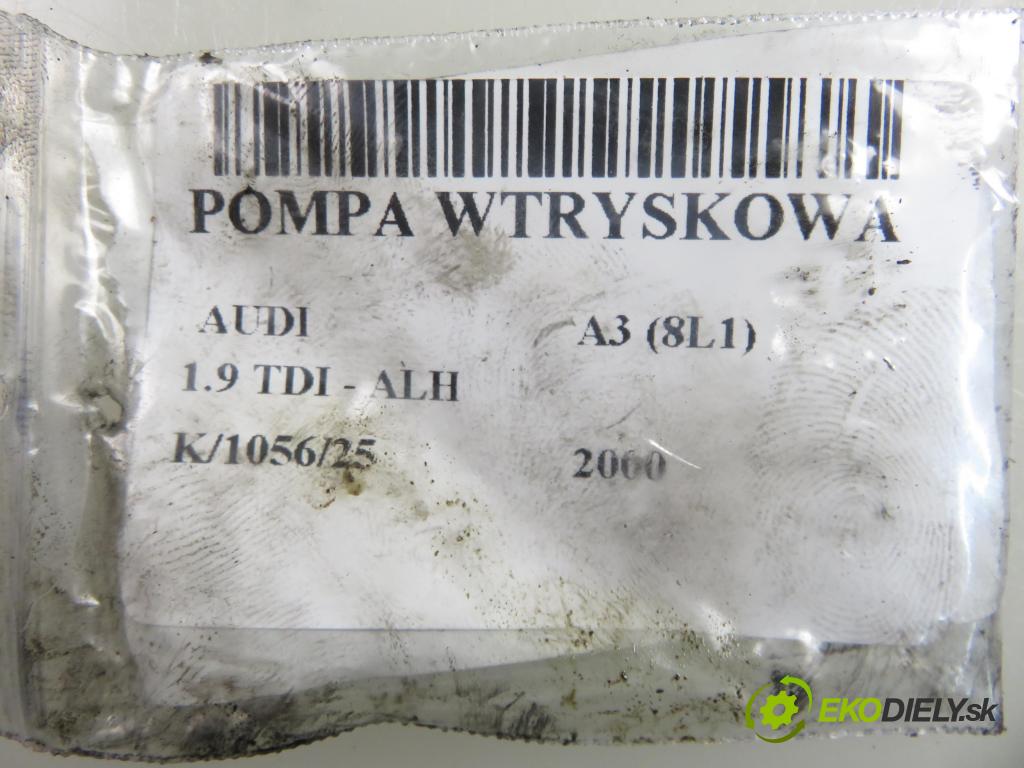 POMPA WTRYSKOWA
AUDI A3 (8L1)
1.9 TDI - ALH
K/1056/25 2000
EKODIELY.sk